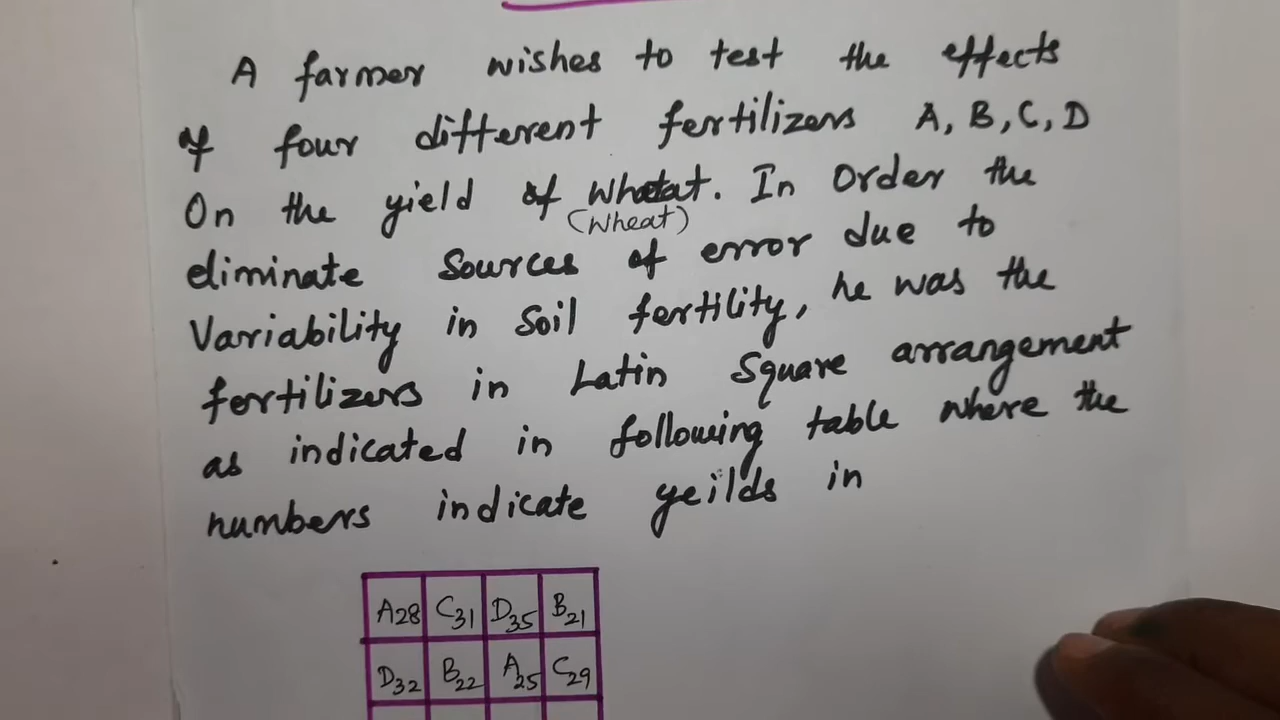 A farmer wishes to test the effects
of four different fertilizers A, B, C, D
On the yield of Whatat. In Order the
(Wheat)
eliminate Sources of error due to
Variability in Soil fertility, he was the
fertilizers in Latin Square arrangement
as indicated in following table where the
numbers indicate yeilds in
A28 C31 D35 B21
D32 B22 A25 C29